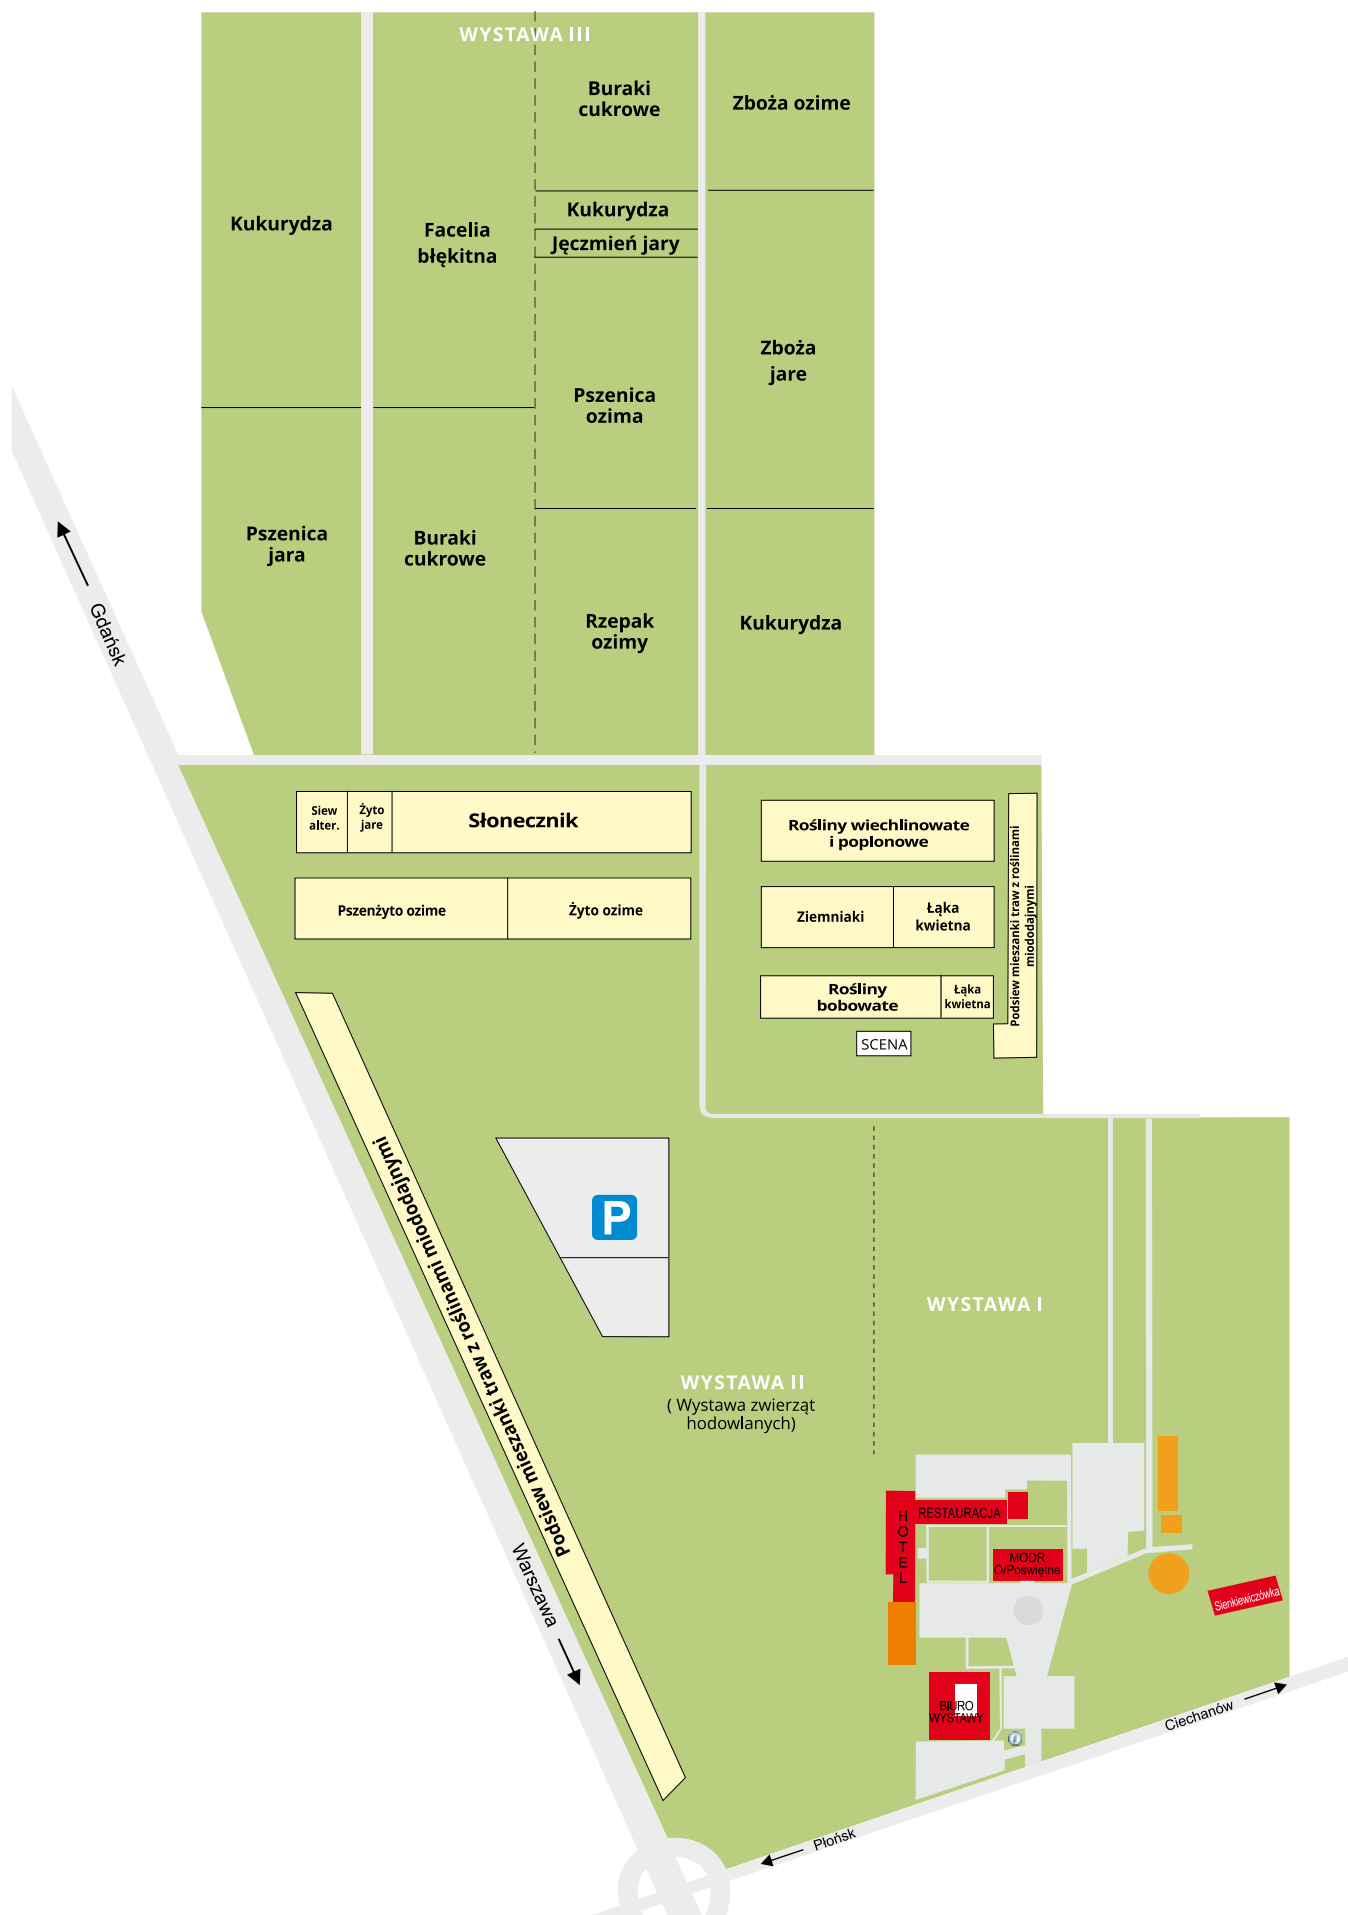 WYSTAWA III
Buraki
cukrowe
Zboża ozime
Kukurydza
Facelia
błękitna
Kukurydza
Jęczmień jary
Zboża
jare
Pszenica
ozima
Pszenica
jara
Buraki
cukrowe
Rzepak
ozimy
Kukurydza
Gdańsk
Siew
alter.
Żyto
jare
Słonecznik
Rośliny wiechlinowate
i poplonowe
Podsiew mieszanki traw z roślinami
miododajnymi
Pszenżyto ozime
Żyto ozime
Ziemniaki
Łąka
kwietna
Rośliny
bobowate
Łąka
kwietna
SCENA
Podsiew mieszanki traw z roślinami miododajnymi
P
WYSTAWA I
WYSTAWA II
( Wystawa zwierząt
hodowlanych)
HOTEL
RESTAURACJA
MODR
O/Poświętne
Sienkiewiczówka
Warszawa
BIURO
WYSTAWY
i
Ciechanów
Płońsk